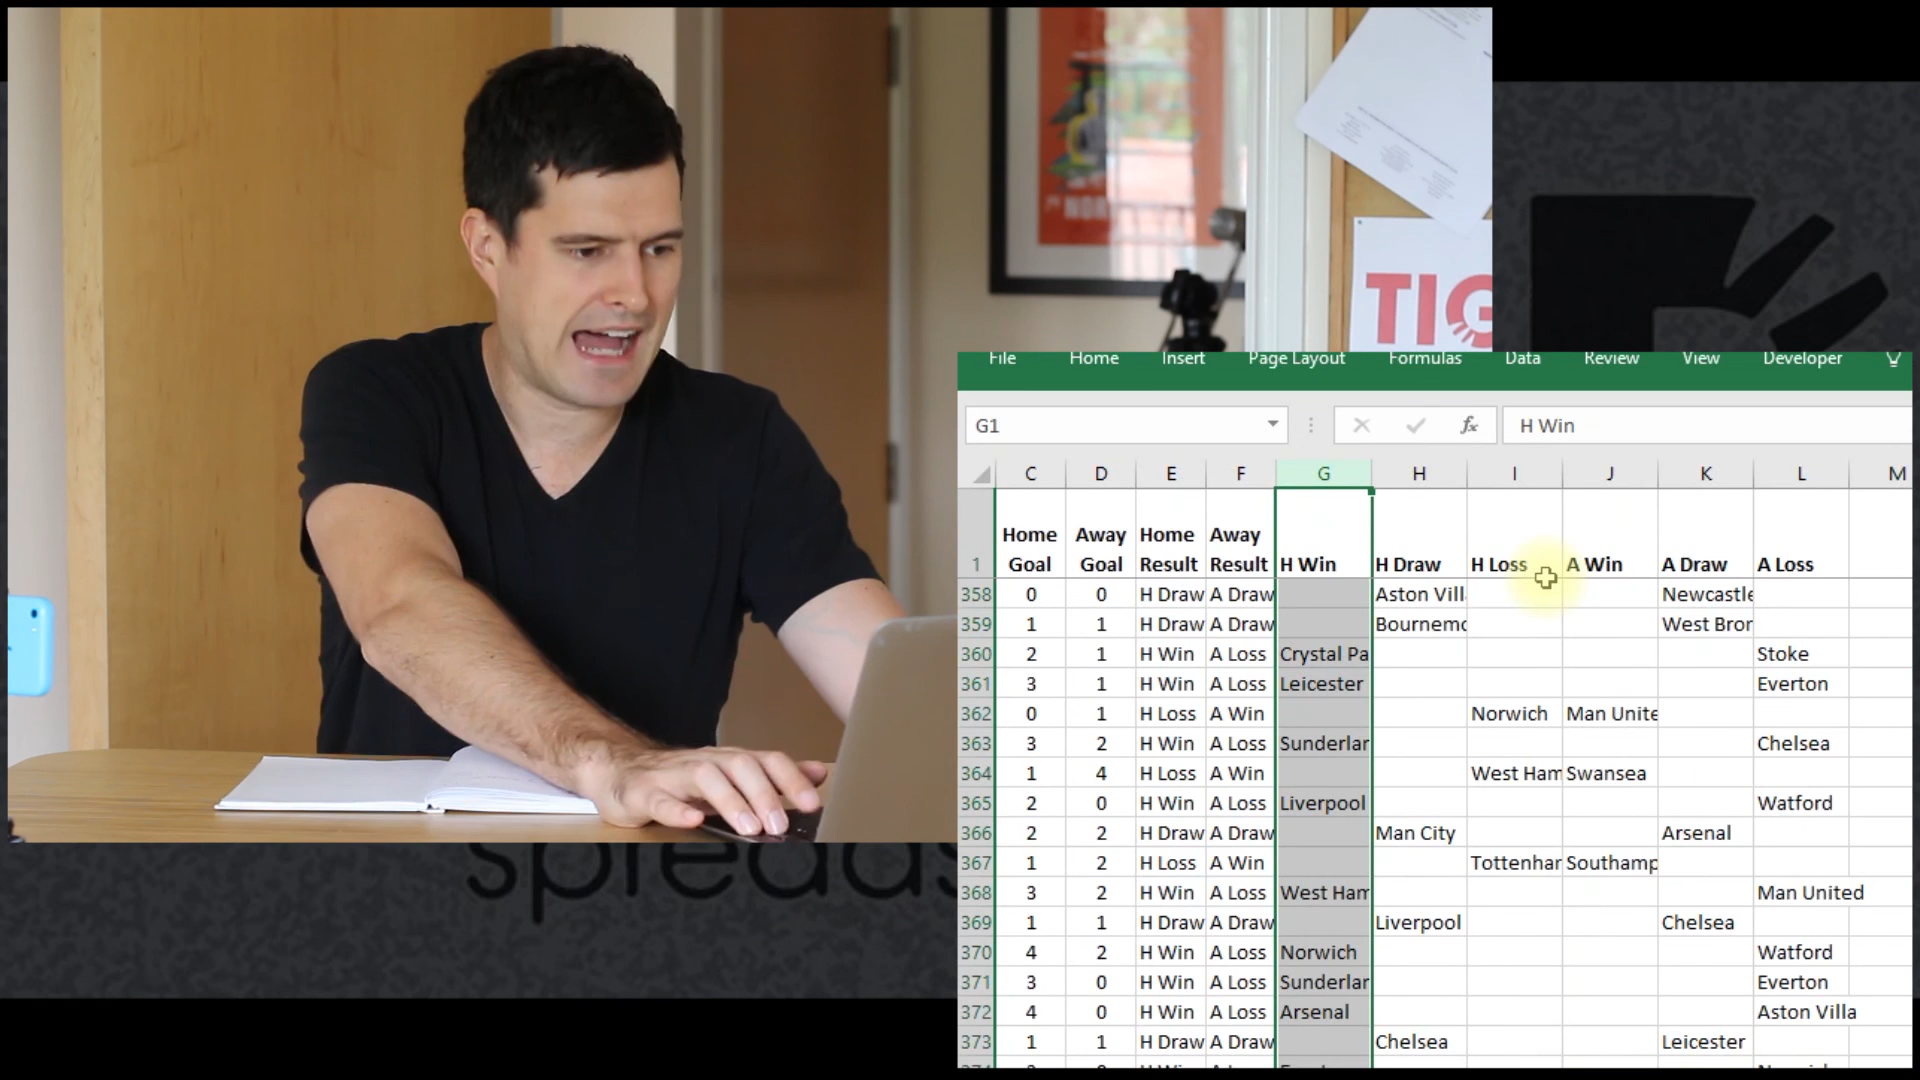 TIG
File Home Insert Page Layout Formulas Data Review View Developer
G1 fx H Win
C D E F G H I J K L M
Home Away Home Away
1 Goal Goal Result Result H Win H Draw H Loss A Win A Draw A Loss
358 0 0 H Draw A Draw Aston Vill Newcastle
359 1 1 H Draw A Draw Bournemo West Bror
360 2 1 H Win A Loss Crystal Pa Stoke
361 3 1 H Win A Loss Leicester Everton
362 0 1 H Loss A Win Norwich Man Unite
363 3 2 H Win A Loss Sunderlan Chelsea
364 1 4 H Loss A Win West Ham Swansea
365 2 0 H Win A Loss Liverpool Watford
366 2 2 H Draw A Draw Man City Arsenal
367 1 2 H Loss A Win Tottenhar Southamp
368 3 2 H Win A Loss West Ham Man United
369 1 1 H Draw A Draw Liverpool Chelsea
370 4 2 H Win A Loss Norwich Watford
371 3 0 H Win A Loss Sunderlan Everton
372 4 0 H Win A Loss Arsenal Aston Villa
373 1 1 H Draw A Draw Chelsea Leicester
spreads